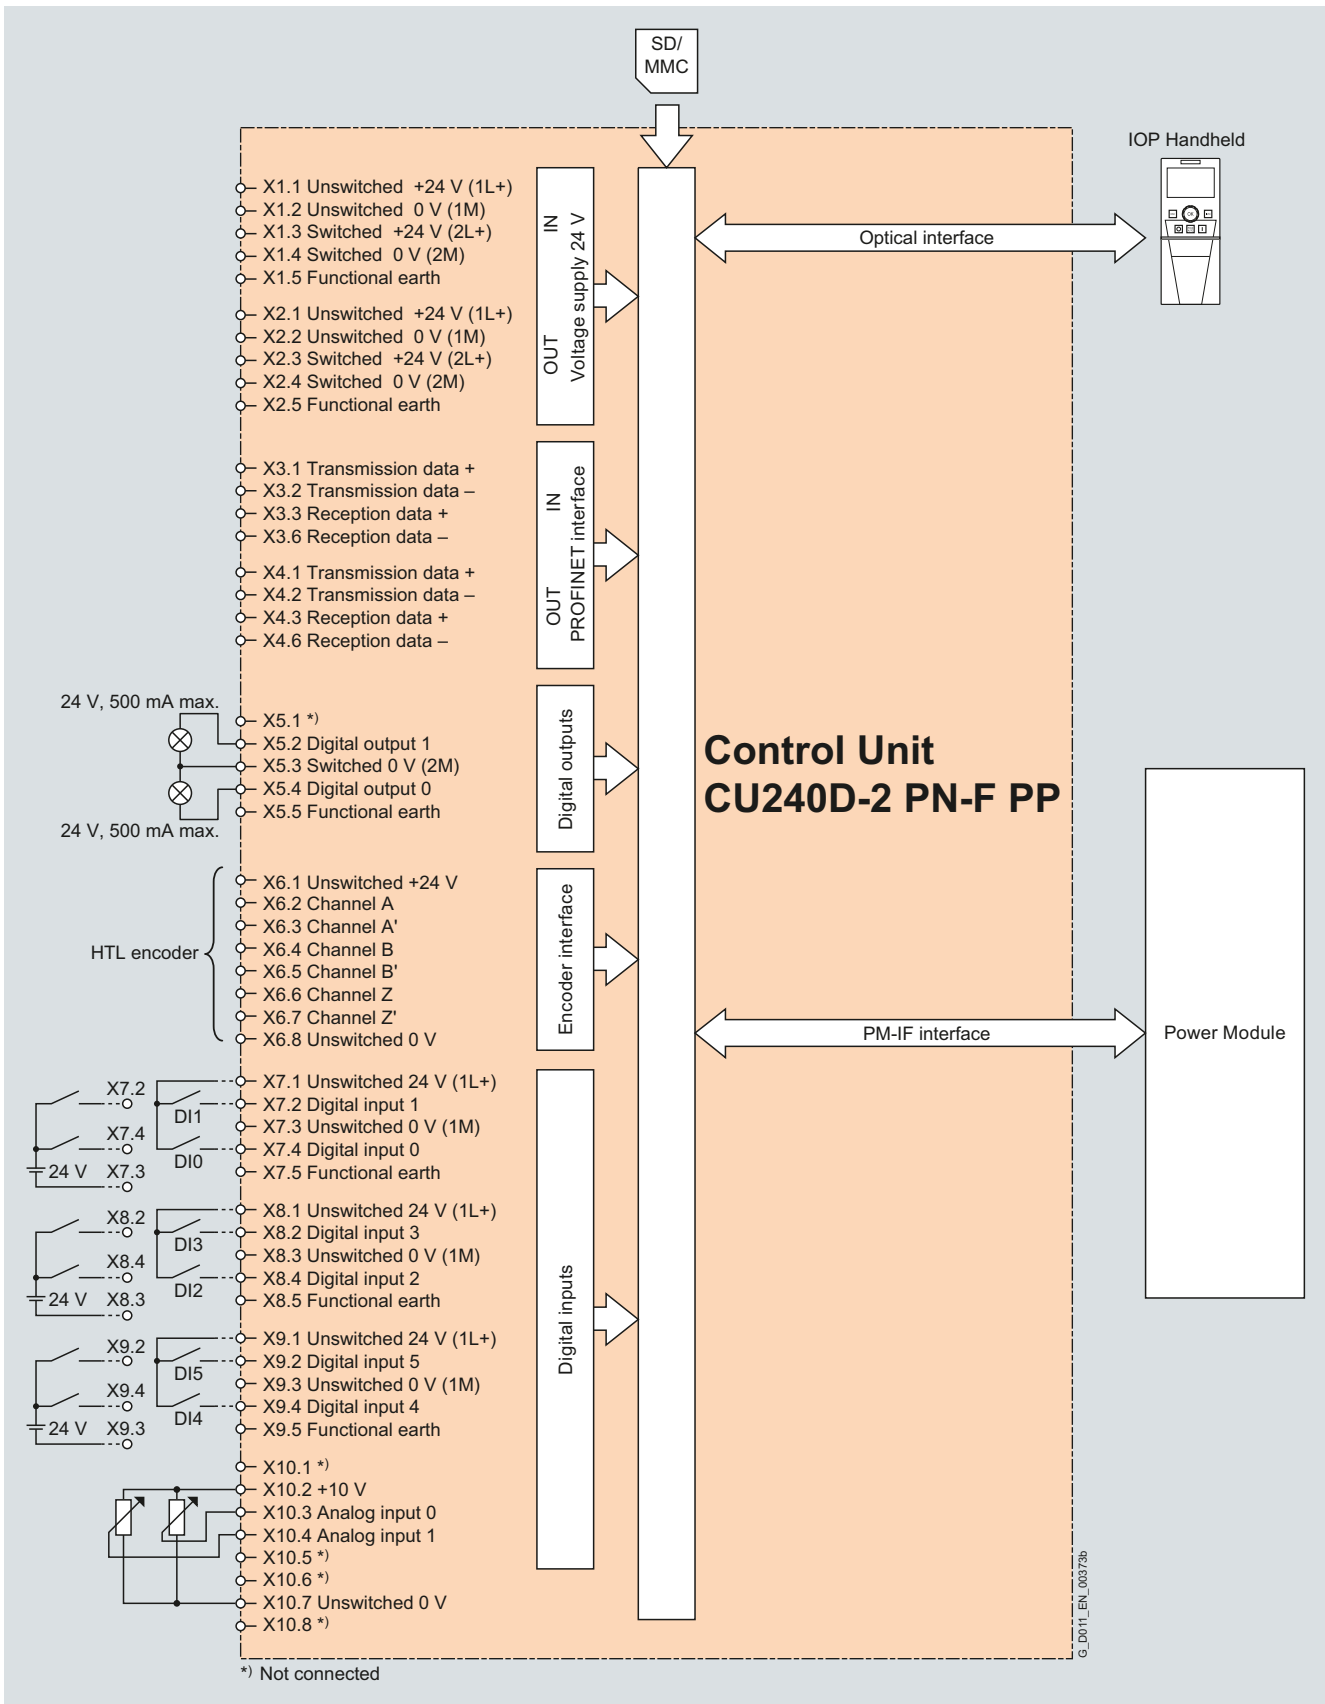 SD/
MMC
IOP Handheld
X1.1 Unswitched +24 V (1L+)
X1.2 Unswitched 0 V (1M)
X1.3 Switched +24 V (2L+)
X1.4 Switched 0 V (2M)
X1.5 Functional earth
X2.1 Unswitched +24 V (1L+)
X2.2 Unswitched 0 V (1M)
X2.3 Switched +24 V (2L+)
X2.4 Switched 0 V (2M)
X2.5 Functional earth
IN
OUT
Voltage supply 24 V
Optical interface
OK
X3.1 Transmission data +
X3.2 Transmission data –
X3.3 Reception data +
X3.6 Reception data –
X4.1 Transmission data +
X4.2 Transmission data –
X4.3 Reception data +
X4.6 Reception data –
IN
OUT
PROFINET interface
24 V, 500 mA max.
X5.1 *)
X5.2 Digital output 1
X5.3 Switched 0 V (2M)
X5.4 Digital output 0
X5.5 Functional earth
24 V, 500 mA max.
Digital outputs
Control Unit
CU240D-2 PN-F PP
HTL encoder
X6.1 Unswitched +24 V
X6.2 Channel A
X6.3 Channel A'
X6.4 Channel B
X6.5 Channel B'
X6.6 Channel Z
X6.7 Channel Z'
X6.8 Unswitched 0 V
Encoder interface
PM-IF interface
Power Module
X7.2
X7.4
24 V X7.3
DI1
DI0
X7.1 Unswitched 24 V (1L+)
X7.2 Digital input 1
X7.3 Unswitched 0 V (1M)
X7.4 Digital input 0
X7.5 Functional earth
X8.2
X8.4
24 V X8.3
DI3
DI2
X8.1 Unswitched 24 V (1L+)
X8.2 Digital input 3
X8.3 Unswitched 0 V (1M)
X8.4 Digital input 2
X8.5 Functional earth
X9.2
X9.4
24 V X9.3
DI5
DI4
X9.1 Unswitched 24 V (1L+)
X9.2 Digital input 5
X9.3 Unswitched 0 V (1M)
X9.4 Digital input 4
X9.5 Functional earth
Digital inputs
X10.1 *)
X10.2 +10 V
X10.3 Analog input 0
X10.4 Analog input 1
X10.5 *)
X10.6 *)
X10.7 Unswitched 0 V
X10.8 *)
G_D011_EN_00373b
*) Not connected